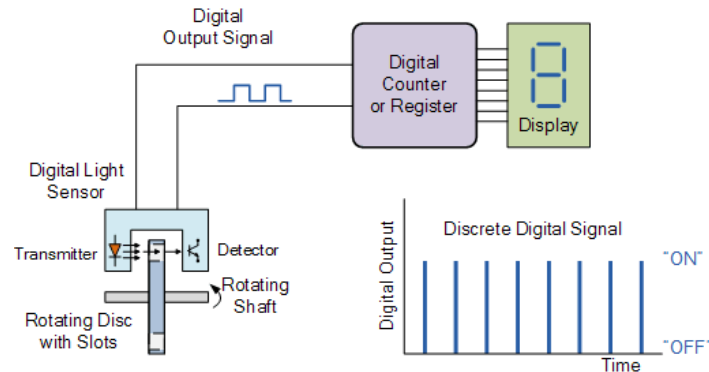 Digital
Output Signal
Digital
Counter
or Register
Display
Digital Light
Sensor
Transmitter
Detector
Rotating
Shaft
Rotating Disc
with Slots
Discrete Digital Signal
Digital Output
"ON"
"OFF"
Time